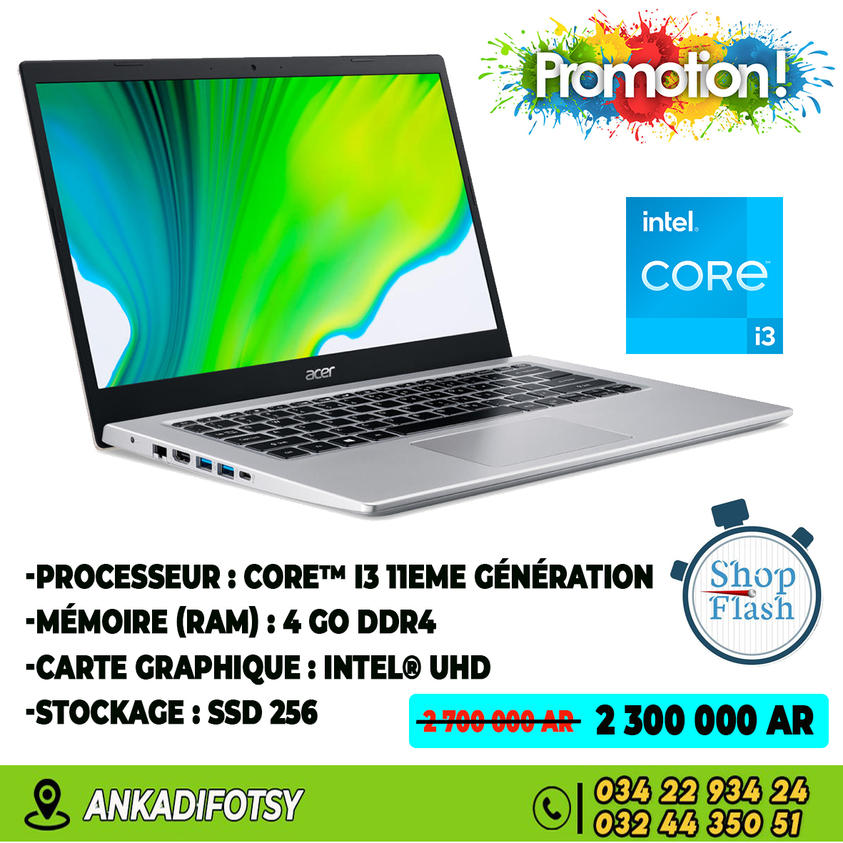 Promotion!
intel.
CORE™
i3
acer
-PROCESSEUR : CORE™ I3 11EME GÉNÉRATION
-MÉMOIRE (RAM) : 4 GO DDR4
-CARTE GRAPHIQUE : INTEL® UHD
-STOCKAGE : SSD 256
Shop
Flash
2 700 000 AR 2 300 000 AR
ANKADIFOTSY
034 22 934 24
032 44 350 51